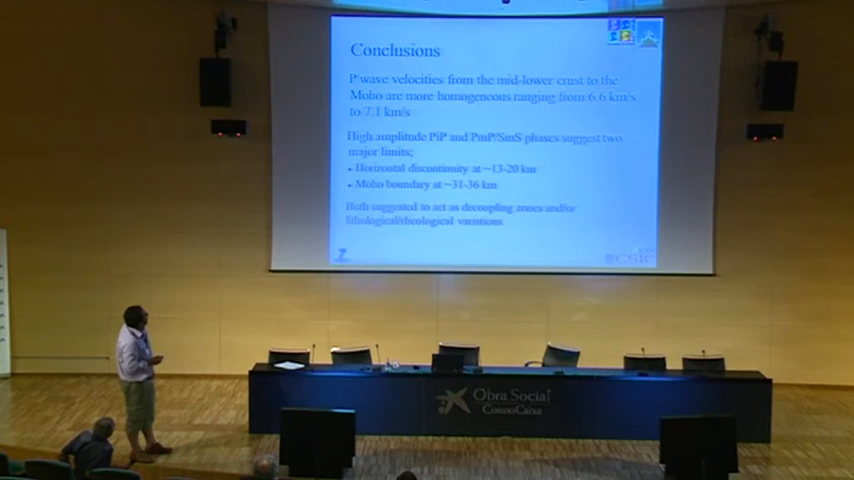 Conclusions
P wave velocities from the mid-lower crust to the
Moho are more homogeneous ranging from 6.6 km/s
to 7.1 km/s
High amplitude PiP and PmP/SmS phases suggest two
major limits;
- Horizontal discontinuity at ~13-20 km
- Moho boundary at ~31-36 km
Both suggested to act as decoupling zones and/or
lithological/rheological varations
CSIC
Obra Social
CosmoCaixa